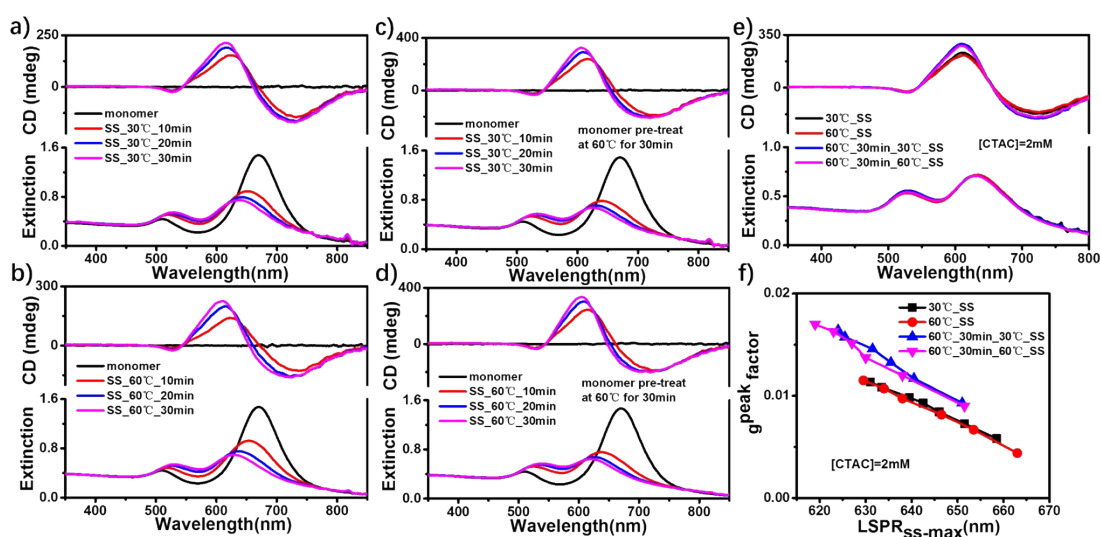 a)
350
0
CD (mdeg)
monomer
SS_30℃_10min
SS_30℃_20min
SS_30℃_30min
1.6
0.8
0.0
Extinction
400 500 600 700 800
Wavelength(nm)
b)
300
0
CD (mdeg)
monomer
SS_60℃_10min
SS_60℃_20min
SS_60℃_30min
1.6
0.8
0.0
Extinction
400 500 600 700 800
Wavelength(nm)
c)
400
0
CD (mdeg)
monomer
SS_30℃_10min
SS_30℃_20min
SS_30℃_30min
monomer pre-treat
at 60℃ for 30min
1.6
0.8
0.0
Extinction
400 500 600 700 800
Wavelength(nm)
d)
400
0
CD (mdeg)
monomer
SS_60℃_10min
SS_60℃_20min
SS_60℃_30min
monomer pre-treat
at 60℃ for 30min
1.6
0.8
0.0
Extinction
400 500 600 700 800
Wavelength(nm)
e)
350
0
CD (mdeg)
30℃_SS
60℃_SS
60℃_30min_30℃_SS
60℃_30min_60℃_SS
[CTAC]=2mM
1.0
0.5
0.0
Extinction
400 500 600 700 800
Wavelength(nm)
f)
0.02
0.01
0.00
g peak factor
30℃_SS
60℃_SS
60℃_30min_30℃_SS
60℃_30min_60℃_SS
[CTAC]=2mM
620 630 640 650 660 670
LSPRSS-max(nm)